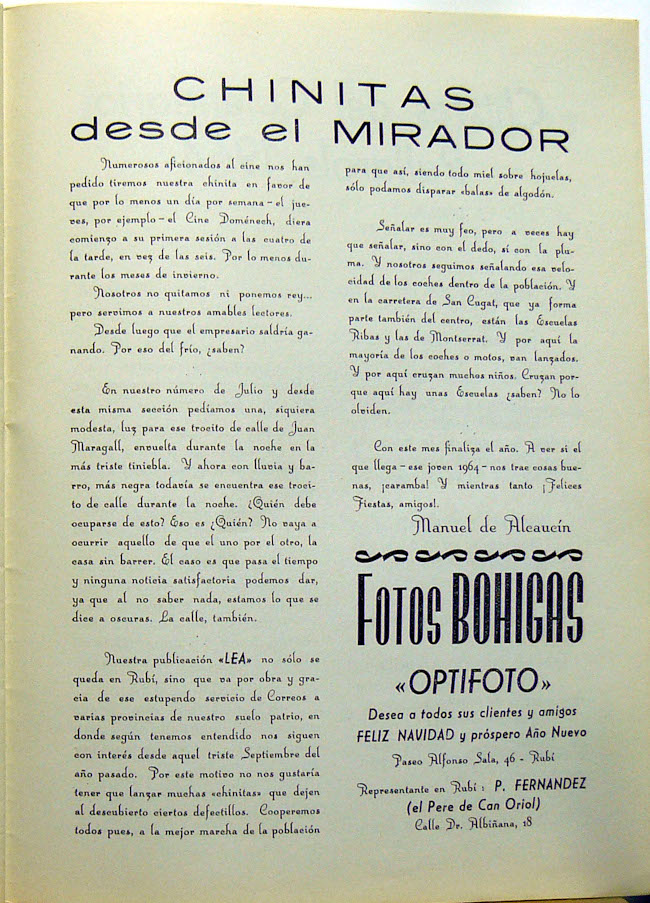 CHINITAS
desde el MIRADOR
Numerosos aficionados al cine nos han
pedido tiremos nuestra chinita en favor de
que por lo menos un día por semana - el jue-
ves, por ejemplo - el Cine Doménech, diera
comienzo a su primera sesión a las cuatro de
la tarde, en vez de las seis. Por lo menos du-
rante los meses de invierno.
Nosotros no quitamos ni ponemos rey...
pero servimos a nuestros amables lectores.
Desde luego que el empresario saldría ga-
nando. Por eso del frío, ¿saben?
En nuestro número de Julio y desde
esta misma sección pedíamos una, siquiera
modesta, luz para ese trocito de calle de Juan
Maragall, envuelta durante la noche en la
más triste tiniebla. Y ahora con lluvia y ba-
rro, más negra todavía se encuentra ese troci-
to de calle durante la noche. ¿Quién debe
ocuparse de esto? Eso es ¿Quién? No vaya a
ocurrir aquello de que el uno por el otro, la
casa sin barrer. El caso es que pasa el tiempo
y ninguna noticia satisfactoria podemos dar,
ya que al no saber nada, estamos lo que se
dice a oscuras. La calle, también.
Nuestra publicación «LEA» no sólo se
queda en Rubí, sino que va por obra y gra-
cia de ese estupendo servicio de Correos a
varias provincias de nuestro suelo patrio, en
donde según tenemos entendido nos siguen
con interés desde aquel triste Septiembre del
año pasado. Por este motivo no nos gustaría
tener que lanzar muchas «chinitas» que dejen
al descubierto ciertos defectillos. Cooperemos
todos pues, a la mejor marcha de la población
para que así, siendo todo miel sobre hojuelas,
sólo podamos disparar «balas» de algodón.
Señalar es muy feo, pero a veces hay
que señalar, sino con el dedo, sí con la plu-
ma. Y nosotros seguimos señalando esa velo-
cidad de los coches dentro de la población. Y
en la carretera de San Cugat, que ya forma
parte también del centro, están las Escuelas
Ribas y las de Montserrat. Y por aquí la
mayoría de los coches o motos, van lanzados.
Y por aquí cruzan muchos niños. Cruzan por-
que aquí hay unas Escuelas ¿saben? No lo
olviden.
Con este mes finaliza el año. A ver si el
que llega - ese joven 1964 - nos trae cosas bue-
nas, ¡caramba! Y mientras tanto ¡Felices
Fiestas, amigos!.
Manuel de Alcaucín
FOTOS BOHIGAS
«OPTIFOTO»
Desea a todos sus clientes y amigos
FELIZ NAVIDAD y próspero Año Nuevo
Paseo Alfonso Sala, 46 - Rubí
Representante en Rubí : P. FERNANDEZ
(el Pere de Can Oriol)
Calle Dr. Albiñana, 18